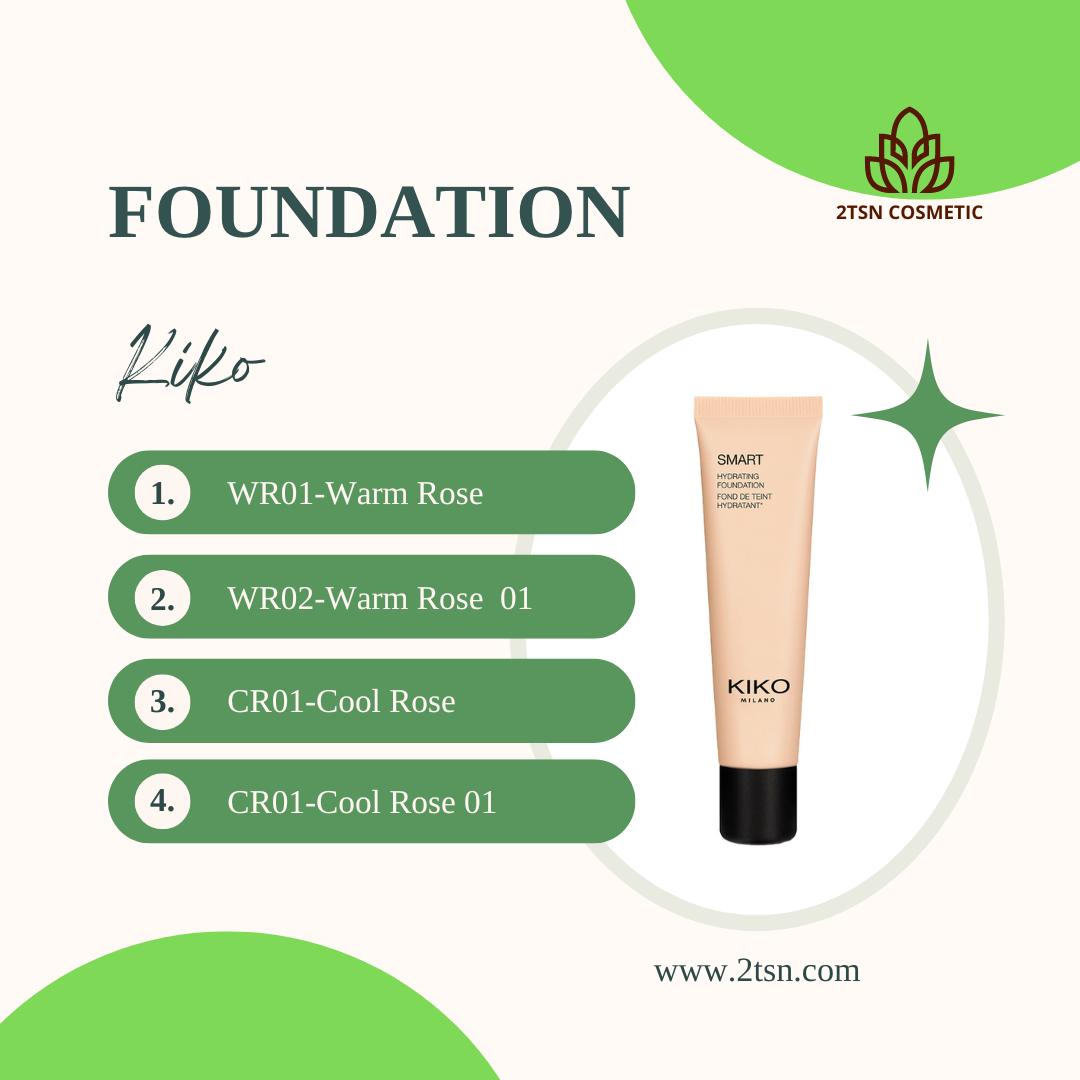 2TSN COSMETIC
FOUNDATION
Kiko
1. WR01-Warm Rose
2. WR02-Warm Rose 01
3. CR01-Cool Rose
4. CR01-Cool Rose 01
SMART
HYDRATING
FOUNDATION
FOND DE TEINT
HYDRATANT*
KIKO
MILANO
www.2tsn.com